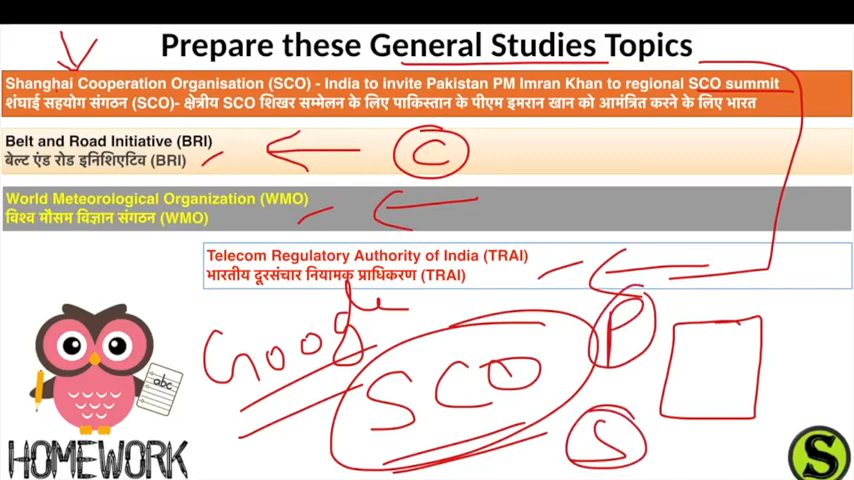 Prepare these General Studies Topics
Shanghai Cooperation Organisation (SCO) - India to invite Pakistan PM Imran Khan to regional SCO summit
शंघाई सहयोग संगठन (SCO)- क्षेत्रीय SCO शिखर सम्मेलन के लिए पाकिस्तान के पीएम इमरान खान को आमंत्रित करने के लिए भारत
Belt and Road Initiative (BRI)
बेल्ट एंड रोड इनिशिएटिव (BRI)
C
World Meteorological Organization (WMO)
विश्व मौसम विज्ञान संगठन (WMO)
Telecom Regulatory Authority of India (TRAI)
भारतीय दूरसंचार नियामक प्राधिकरण (TRAI)
Google
P
SCO
S
abc
HOMEWORK
S